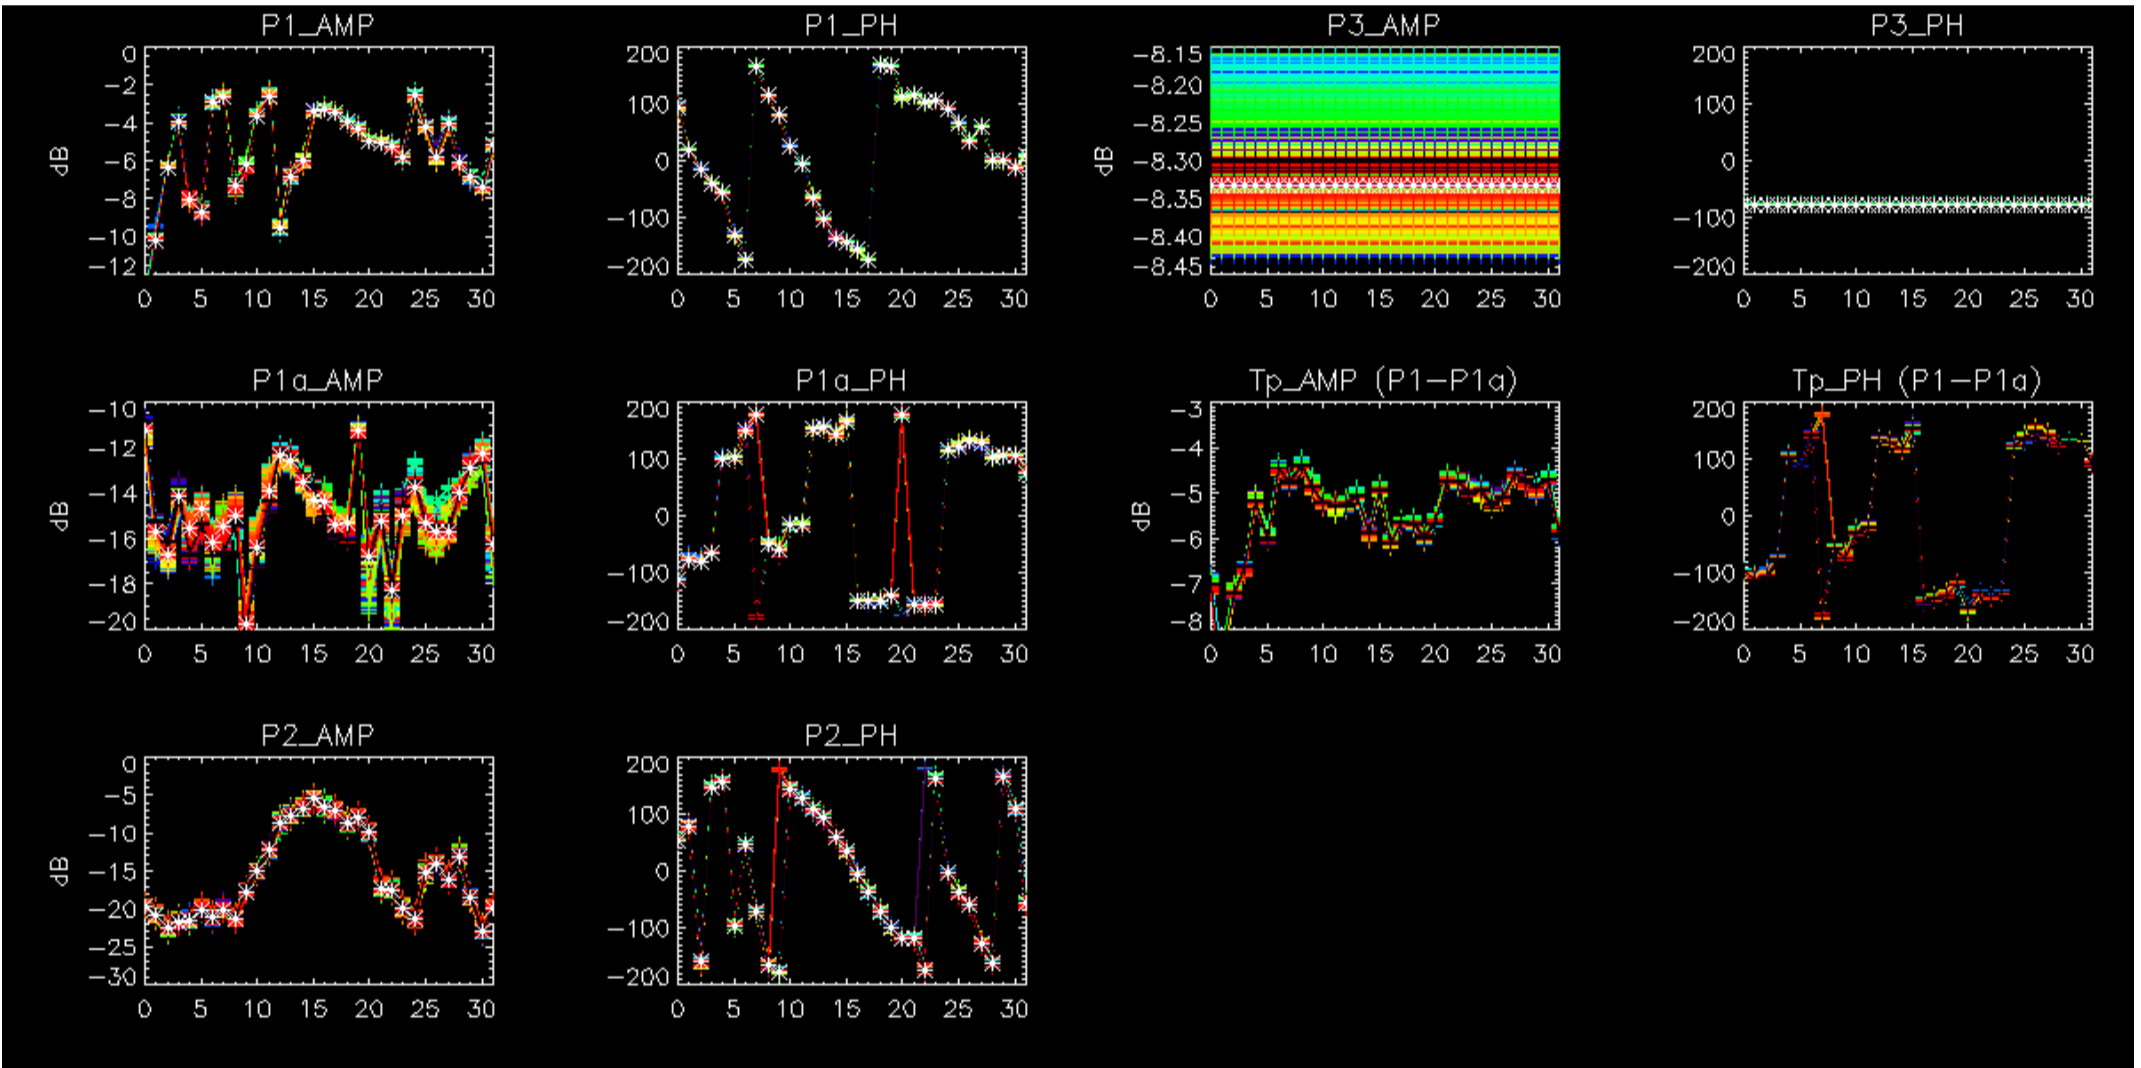 P1_AMP
P1_PH
P3_AMP
P3_PH
dB
0
-2
-4
-6
-8
-10
-12
0 5 10 15 20 25 30
200
100
0
-100
-200
0 5 10 15 20 25 30
dB
-8.15
-8.20
-8.25
-8.30
-8.35
-8.40
-8.45
0 5 10 15 20 25 30
200
100
0
-100
-200
0 5 10 15 20 25 30
P1a_AMP
P1a_PH
Tp_AMP (P1-P1a)
Tp_PH (P1-P1a)
dB
-10
-12
-14
-16
-18
-20
0 5 10 15 20 25 30
200
100
0
-100
-200
0 5 10 15 20 25 30
dB
-3
-4
-5
-6
-7
-8
0 5 10 15 20 25 30
200
100
0
-100
-200
0 5 10 15 20 25 30
P2_AMP
P2_PH
dB
0
-5
-10
-15
-20
-25
-30
0 5 10 15 20 25 30
200
100
0
-100
-200
0 5 10 15 20 25 30